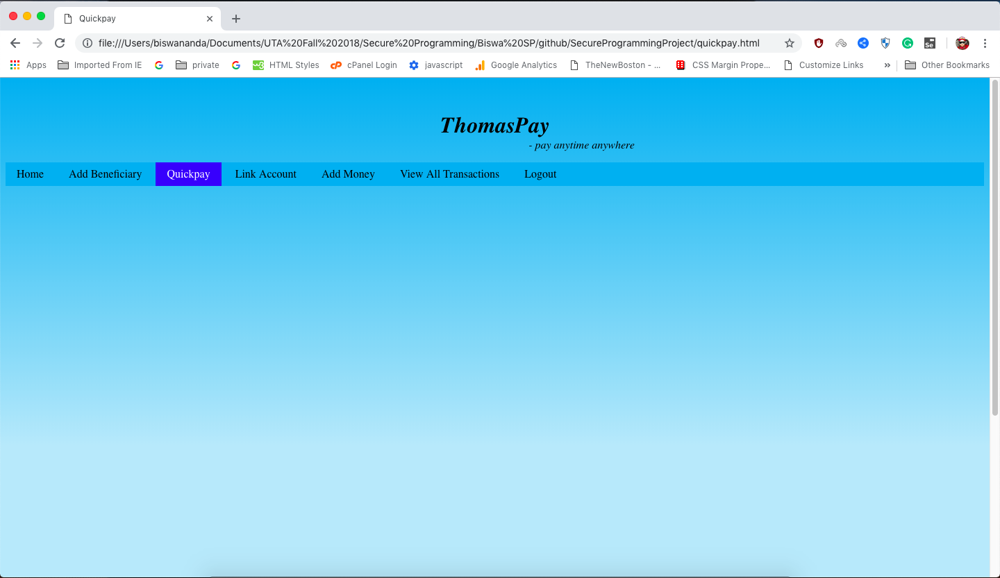 Quickpay
file:///Users/biswananda/Documents/UTA%20Fall%202018/Secure%20Programming/Biswa%20SP/github/SecureProgrammingProject/quickpay.html
Apps Imported From IE private HTML Styles cPanel Login javascript Google Analytics TheNewBoston - ... CSS Margin Prope... Customize Links » Other Bookmarks
ThomasPay
- pay anytime anywhere
Home Add Beneficiary Quickpay Link Account Add Money View All Transactions Logout